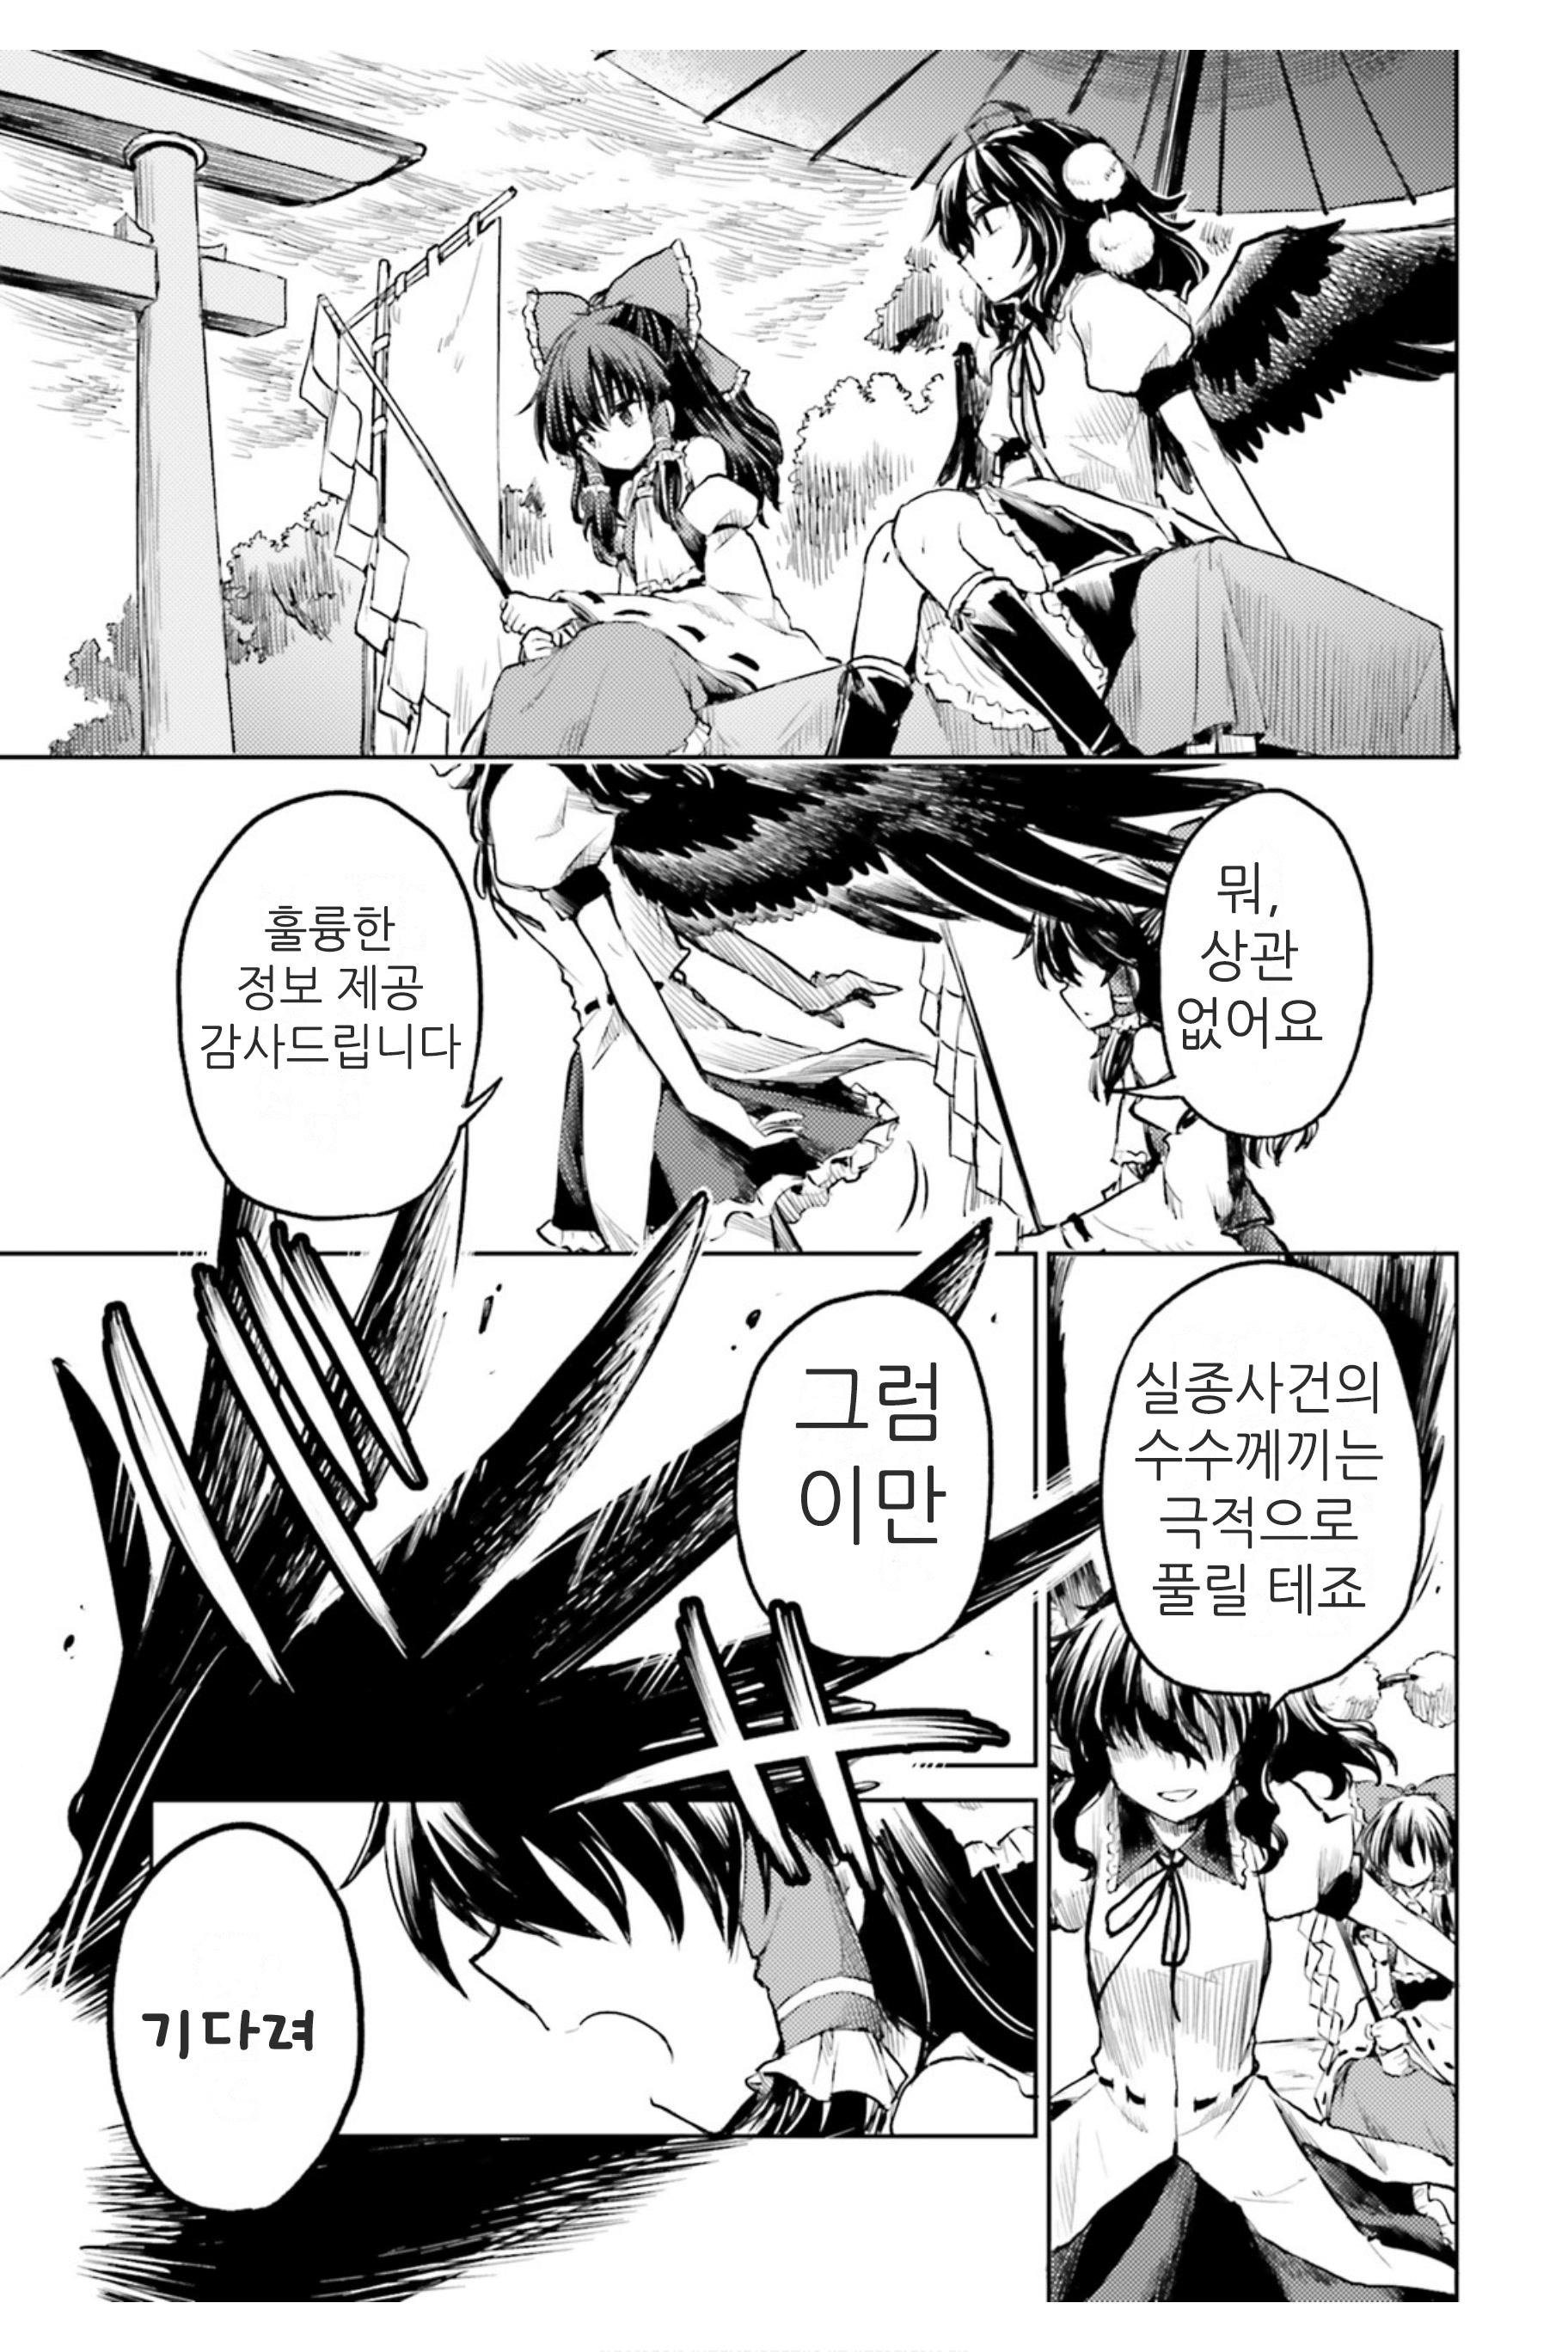 뭐,
상관
없어요
훌륭한
정보 제공
감사드립니다
실종사건의
수수께끼는
극적으로
풀릴 테죠
그럼
이만
기다려